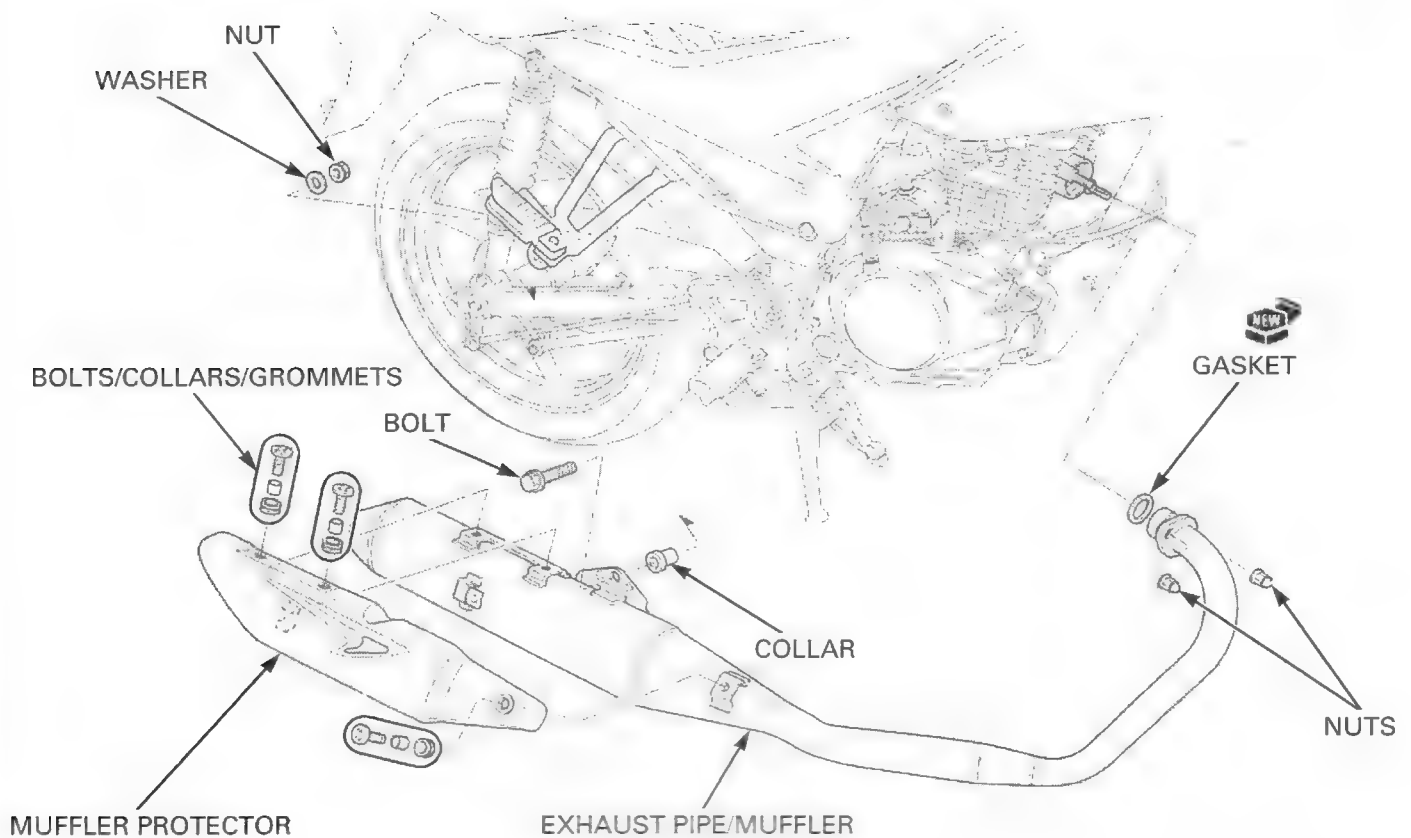 NUT
WASHER
NEW
GASKET
BOLTS/COLLARS/GROMMETS
BOLT
COLLAR
NUTS
MUFFLER PROTECTOR
EXHAUST PIPE/MUFFLER